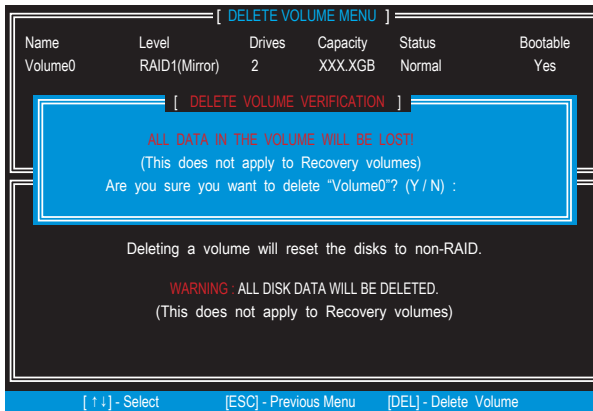 [ DELETE VOLUME MENU ]
Name Level Drives Capacity Status Bootable
Volume0 RAID1(Mirror) 2 XXX.XGB Normal Yes
[ DELETE VOLUME VERIFICATION ]
ALL DATA IN THE VOLUME WILL BE LOST!
(This does not apply to Recovery volumes)
Are you sure you want to delete “Volume0”? (Y / N) :
Deleting a volume will reset the disks to non-RAID.
WARNING : ALL DISK DATA WILL BE DELETED.
(This does not apply to Recovery volumes)
[ ↑↓] - Select [ESC] - Previous Menu [DEL] - Delete Volume